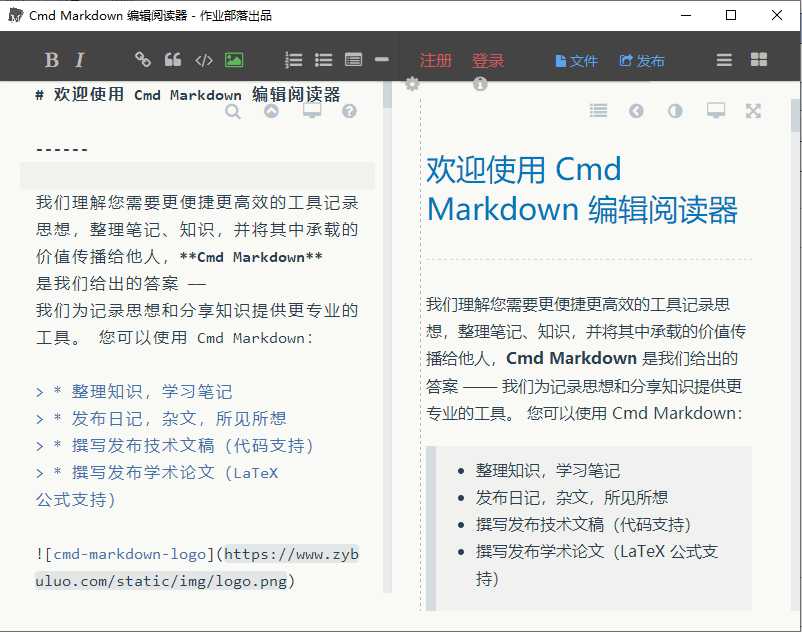 Cmd Markdown 编辑阅读器 - 作业部落出品
B I </> 注册 登录 文件 发布
# 欢迎使用 Cmd Markdown 编辑阅读器
------
我们理解您需要更便捷更高效的工具记录
思想，整理笔记、知识，并将其中承载的
价值传播给他人，**Cmd Markdown**
是我们给出的答案 ——
我们为记录思想和分享知识提供更专业的
工具。 您可以使用 Cmd Markdown：
> * 整理知识，学习笔记
> * 发布日记，杂文，所见所想
> * 撰写发布技术文稿（代码支持）
> * 撰写发布学术论文（LaTeX
公式支持）
![cmd-markdown-logo](https://www.zyb
uluo.com/static/img/logo.png)
欢迎使用 Cmd
Markdown 编辑阅读器
我们理解您需要更便捷更高效的工具记录思
想，整理笔记、知识，并将其中承载的价值传
播给他人，Cmd Markdown 是我们给出的
答案 —— 我们为记录思想和分享知识提供更
专业的工具。 您可以使用 Cmd Markdown：
• 整理知识，学习笔记
• 发布日记，杂文，所见所想
• 撰写发布技术文稿（代码支持）
• 撰写发布学术论文（LaTeX 公式支
持）